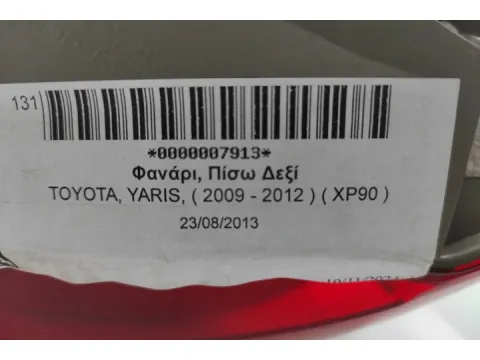 131
*0000007913*
Φανάρι, Πίσω Δεξί
TOYOTA, YARIS, ( 2009 - 2012 ) ( XP90 )
23/08/2013